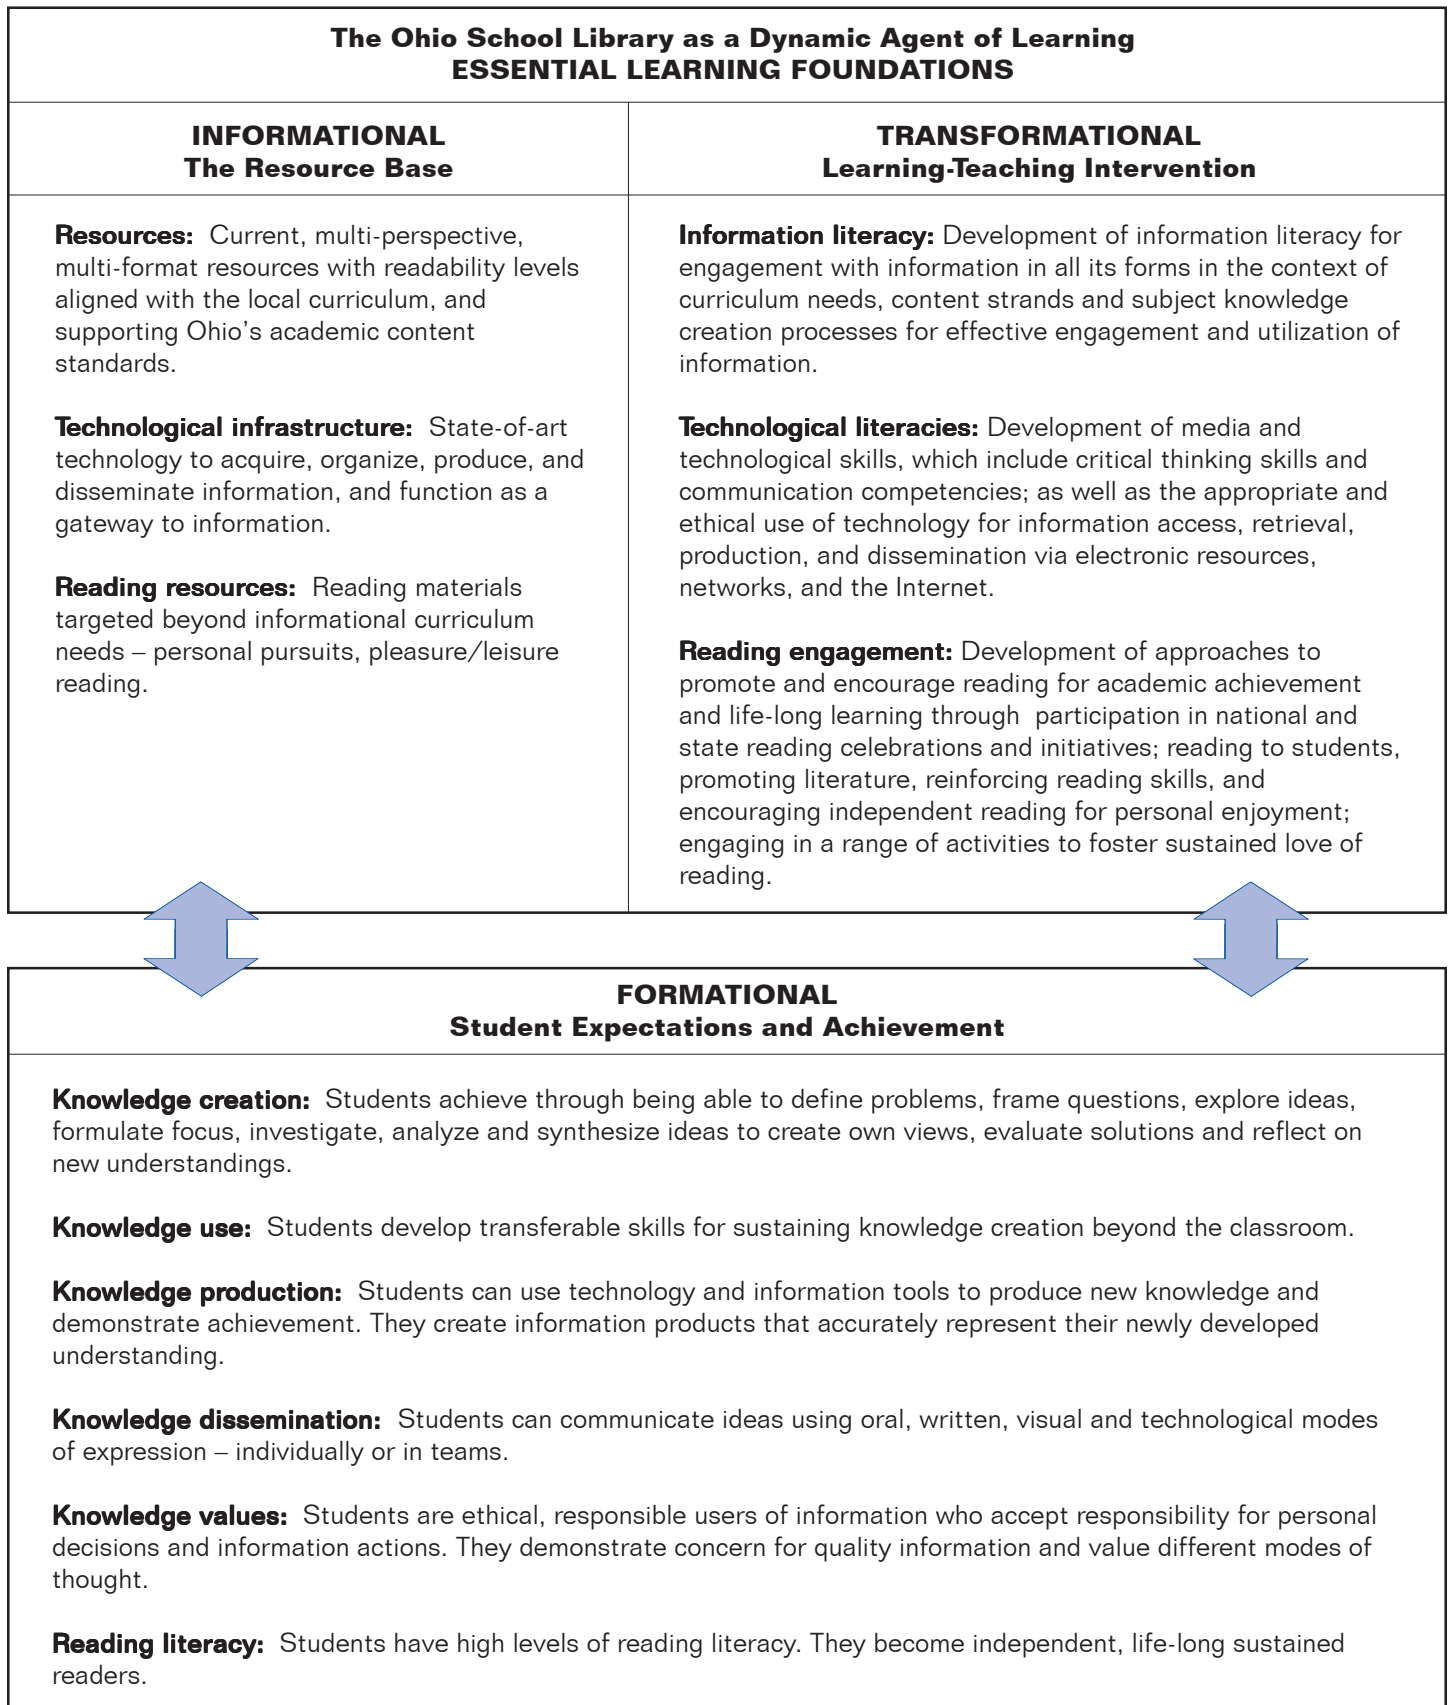 The Ohio School Library as a Dynamic Agent of Learning
ESSENTIAL LEARNING FOUNDATIONS
INFORMATIONAL
The Resource Base
Resources: Current, multi-perspective,
multi-format resources with readability levels
aligned with the local curriculum, and
supporting Ohio's academic content
standards.
Technological infrastructure: State-of-art
technology to acquire, organize, produce, and
disseminate information, and function as a
gateway to information.
Reading resources: Reading materials
targeted beyond informational curriculum
needs – personal pursuits, pleasure/leisure
reading.
TRANSFORMATIONAL
Learning-Teaching Intervention
Information literacy: Development of information literacy for
engagement with information in all its forms in the context of
curriculum needs, content strands and subject knowledge
creation processes for effective engagement and utilization of
information.
Technological literacies: Development of media and
technological skills, which include critical thinking skills and
communication competencies; as well as the appropriate and
ethical use of technology for information access, retrieval,
production, and dissemination via electronic resources,
networks, and the Internet.
Reading engagement: Development of approaches to
promote and encourage reading for academic achievement
and life-long learning through participation in national and
state reading celebrations and initiatives; reading to students,
promoting literature, reinforcing reading skills, and
encouraging independent reading for personal enjoyment;
engaging in a range of activities to foster sustained love of
reading.
FORMATIONAL
Student Expectations and Achievement
Knowledge creation: Students achieve through being able to define problems, frame questions, explore ideas,
formulate focus, investigate, analyze and synthesize ideas to create own views, evaluate solutions and reflect on
new understandings.
Knowledge use: Students develop transferable skills for sustaining knowledge creation beyond the classroom.
Knowledge production: Students can use technology and information tools to produce new knowledge and
demonstrate achievement. They create information products that accurately represent their newly developed
understanding.
Knowledge dissemination: Students can communicate ideas using oral, written, visual and technological modes
of expression – individually or in teams.
Knowledge values: Students are ethical, responsible users of information who accept responsibility for personal
decisions and information actions. They demonstrate concern for quality information and value different modes of
thought.
Reading literacy: Students have high levels of reading literacy. They become independent, life-long sustained
readers.